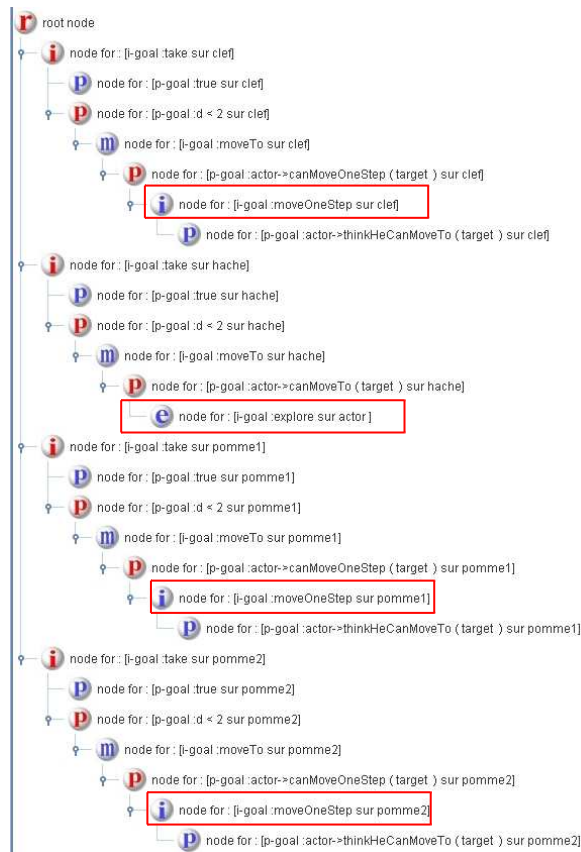 r root node
i node for : [i-goal :take sur clef]
p node for : [p-goal :true sur clef]
p node for : [p-goal :d < 2 sur clef]
m node for : [i-goal :moveTo sur clef]
p node for : [p-goal :actor->canMoveOneStep ( target ) sur clef]
i node for : [i-goal :moveOneStep sur clef]
p node for : [p-goal :actor->thinkHeCanMoveTo ( target ) sur clef]
i node for : [i-goal :take sur hache]
p node for : [p-goal :true sur hache]
p node for : [p-goal :d < 2 sur hache]
m node for : [i-goal :moveTo sur hache]
p node for : [p-goal :actor->canMoveTo ( target ) sur hache]
e node for : [i-goal :explore sur actor ]
i node for : [i-goal :take sur pomme1]
p node for : [p-goal :true sur pomme1]
p node for : [p-goal :d < 2 sur pomme1]
m node for : [i-goal :moveTo sur pomme1]
p node for : [p-goal :actor->canMoveOneStep ( target ) sur pomme1]
i node for : [i-goal :moveOneStep sur pomme1]
p node for : [p-goal :actor->thinkHeCanMoveTo ( target ) sur pomme1]
i node for : [i-goal :take sur pomme2]
p node for : [p-goal :true sur pomme2]
p node for : [p-goal :d < 2 sur pomme2]
m node for : [i-goal :moveTo sur pomme2]
p node for : [p-goal :actor->canMoveOneStep ( target ) sur pomme2]
i node for : [i-goal :moveOneStep sur pomme2]
p node for : [p-goal :actor->thinkHeCanMoveTo ( target ) sur pomme2]